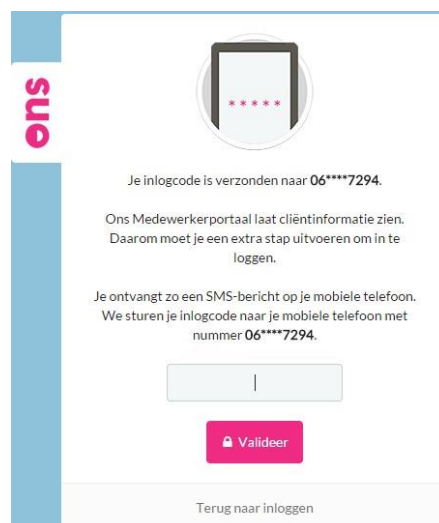 ons
*****
Je inlogcode is verzonden naar 06****7294.
Ons Medewerkerportaal laat cliëntinformatie zien.
Daarom moet je een extra stap uitvoeren om in te
loggen.
Je ontvangt zo een SMS-bericht op je mobiele telefoon.
We sturen je inlogcode naar je mobiele telefoon met
nummer 06****7294.
Valideer
Terug naar inloggen